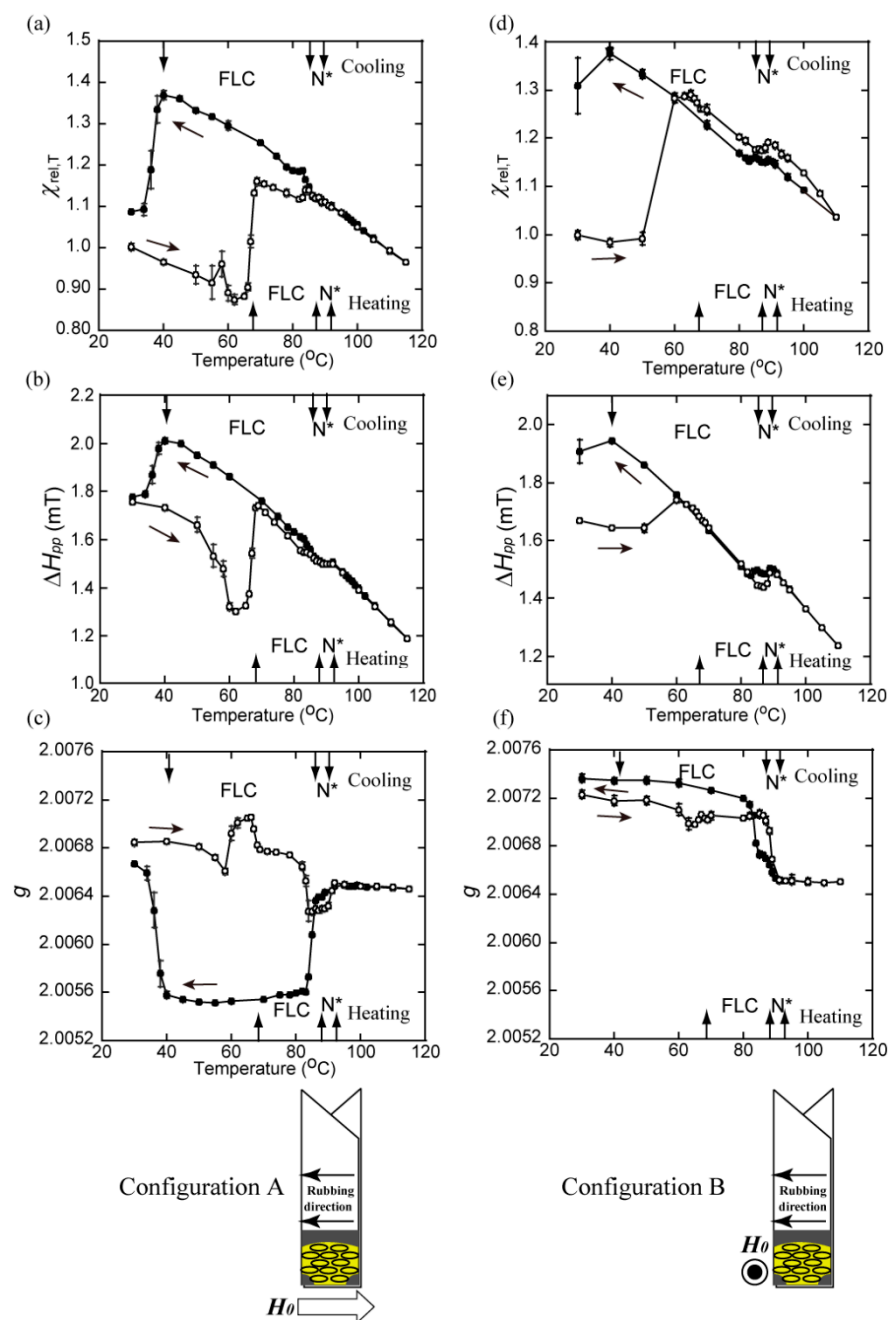 (a)
1.5
1.4
1.3
1.2
1.1
1.0
0.90
0.80
χrel,T
FLC
N* Cooling
FLC
N* Heating
20 40 60 80 100 120
Temperature (°C)
(d)
1.4
1.3
1.2
1.1
1.0
0.9
0.8
χrel,T
FLC
N* Cooling
FLC
N* Heating
20 40 60 80 100 120
Temperature (°C)
(b)
2.2
2.0
1.8
1.6
1.4
1.2
1.0
ΔHpp (mT)
FLC
N* Cooling
FLC
N* Heating
20 40 60 80 100 120
Temperature (°C)
(e)
2.0
1.8
1.6
1.4
1.2
ΔHpp (mT)
FLC
N* Cooling
FLC
N* Heating
20 40 60 80 100 120
Temperature (°C)
(c)
2.0076
2.0072
2.0068
2.0064
2.0060
2.0056
2.0052
g
FLC
N* Cooling
FLC
N* Heating
20 40 60 80 100 120
Temperature (°C)
(f)
2.0076
2.0072
2.0068
2.0064
2.0060
2.0056
2.0052
g
FLC
N* Cooling
FLC
N* Heating
20 40 60 80 100 120
Temperature (°C)
Configuration A
Rubbing
direction
H0
Configuration B
Rubbing
direction
H0